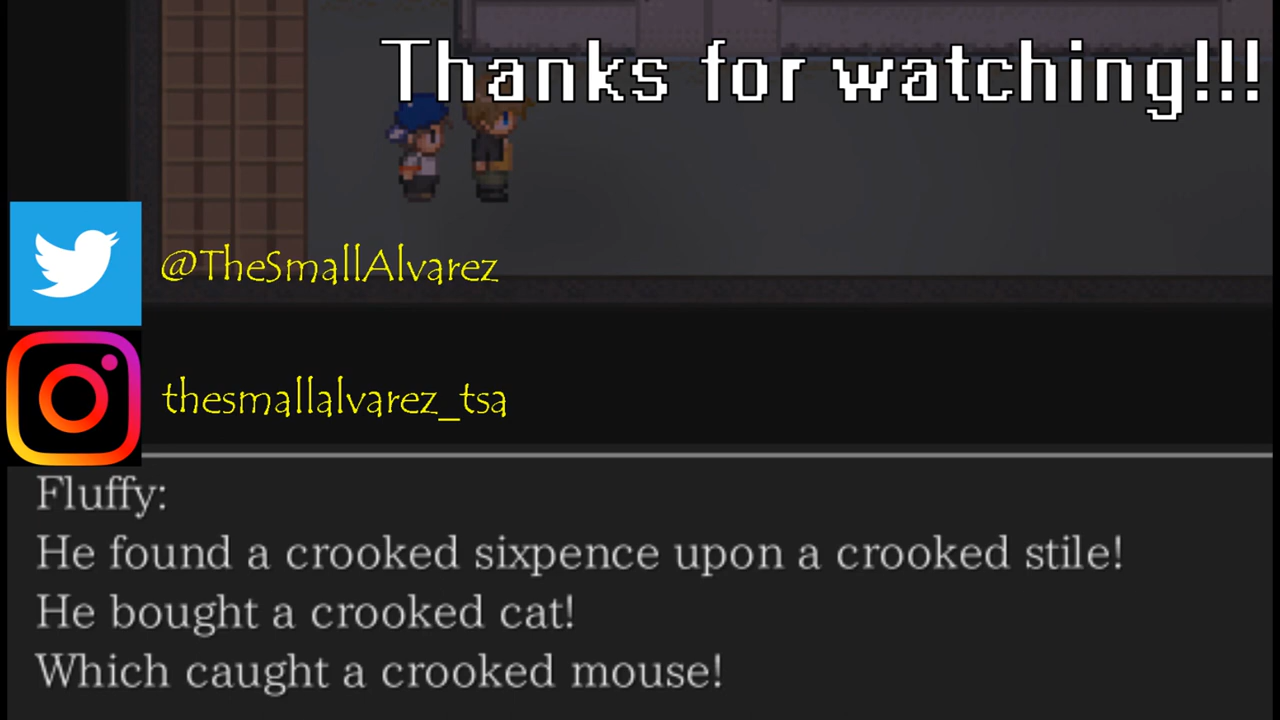 Thanks for watching!!!
@TheSmallAlvarez
thesmallalvarez_tsa
Fluffy:
He found a crooked sixpence upon a crooked stile!
He bought a crooked cat!
Which caught a crooked mouse!